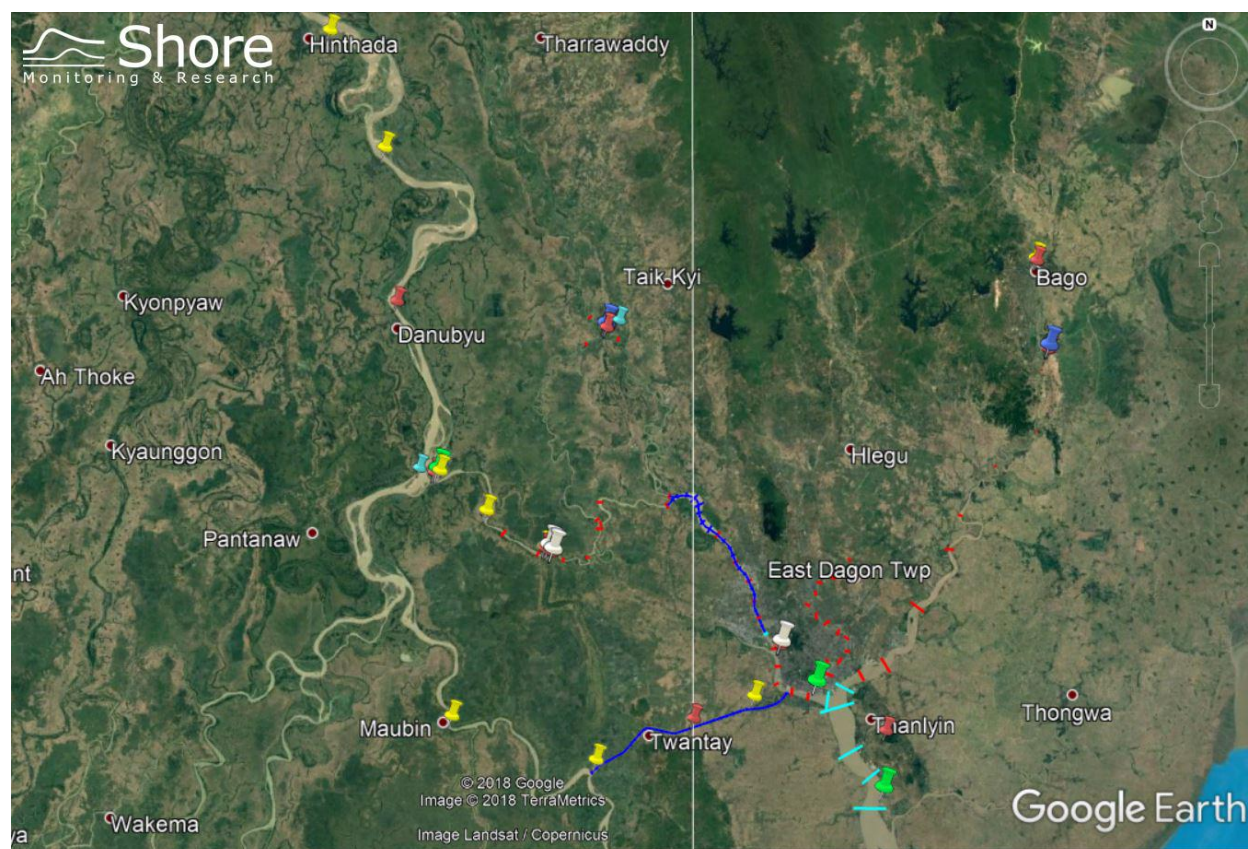 Shore
Monitoring & Research
Hinthada
Tharrawaddy
N
Taik Kyi
Bago
Kyonpyaw
Danubyu
Ah Thoke
Kyaunggon
Hlegu
Pantanaw
East Dagon Twp
nt
Maubin
Twantay
Thanlyin
Thongwa
© 2018 Google
Image © 2018 TerraMetrics
Image Landsat / Copernicus
Google Earth
Wakema
ya